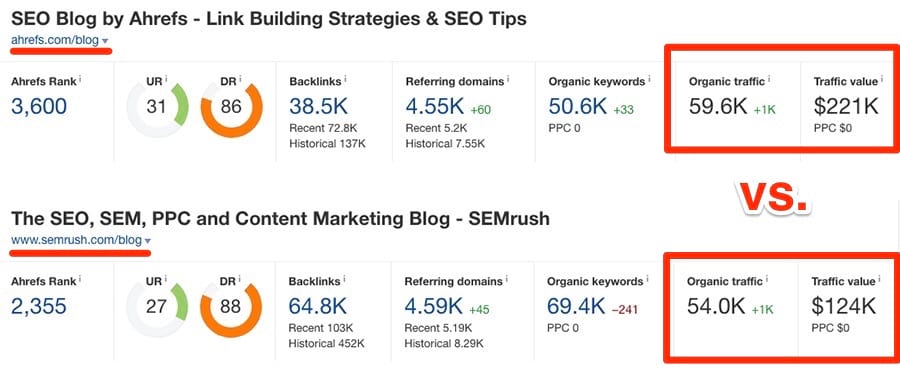 SEO Blog by Ahrefs - Link Building Strategies & SEO Tips
ahrefs.com/blog
Ahrefs Rank i UR i DR i Backlinks i Referring domains i Organic keywords i Organic traffic i Traffic value i
3,600 31 86 38.5K 4.55K +60 50.6K +33 59.6K +1K $221K
Recent 72.8K Recent 5.2K PPC 0 PPC $0
Historical 137K Historical 7.55K
vs.
The SEO, SEM, PPC and Content Marketing Blog - SEMrush
www.semrush.com/blog
Ahrefs Rank i UR i DR i Backlinks i Referring domains i Organic keywords i Organic traffic i Traffic value i
2,355 27 88 64.8K 4.59K +45 69.4K −241 54.0K +1K $124K
Recent 103K Recent 5.19K PPC 0 PPC $0
Historical 452K Historical 8.29K